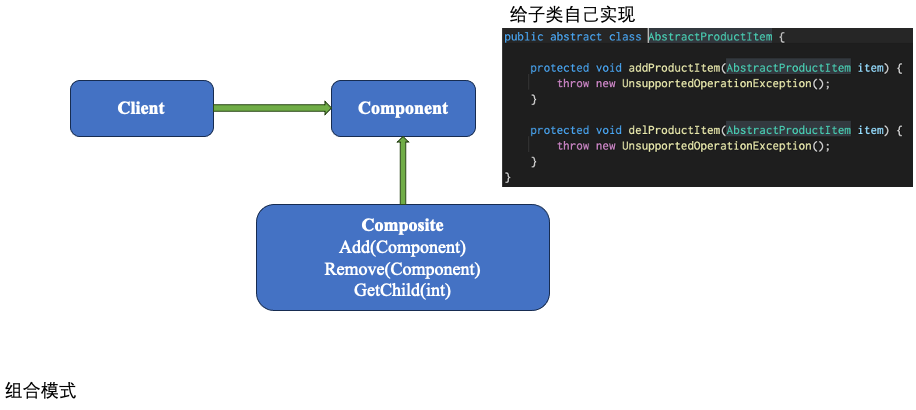 给子类自己实现
public abstract class AbstractProductItem {
protected void addProductItem(AbstractProductItem item) {
throw new UnsupportedOperationException();
}
protected void delProductItem(AbstractProductItem item) {
throw new UnsupportedOperationException();
}
}
Client
Component
Composite
Add(Component)
Remove(Component)
GetChild(int)
组合模式